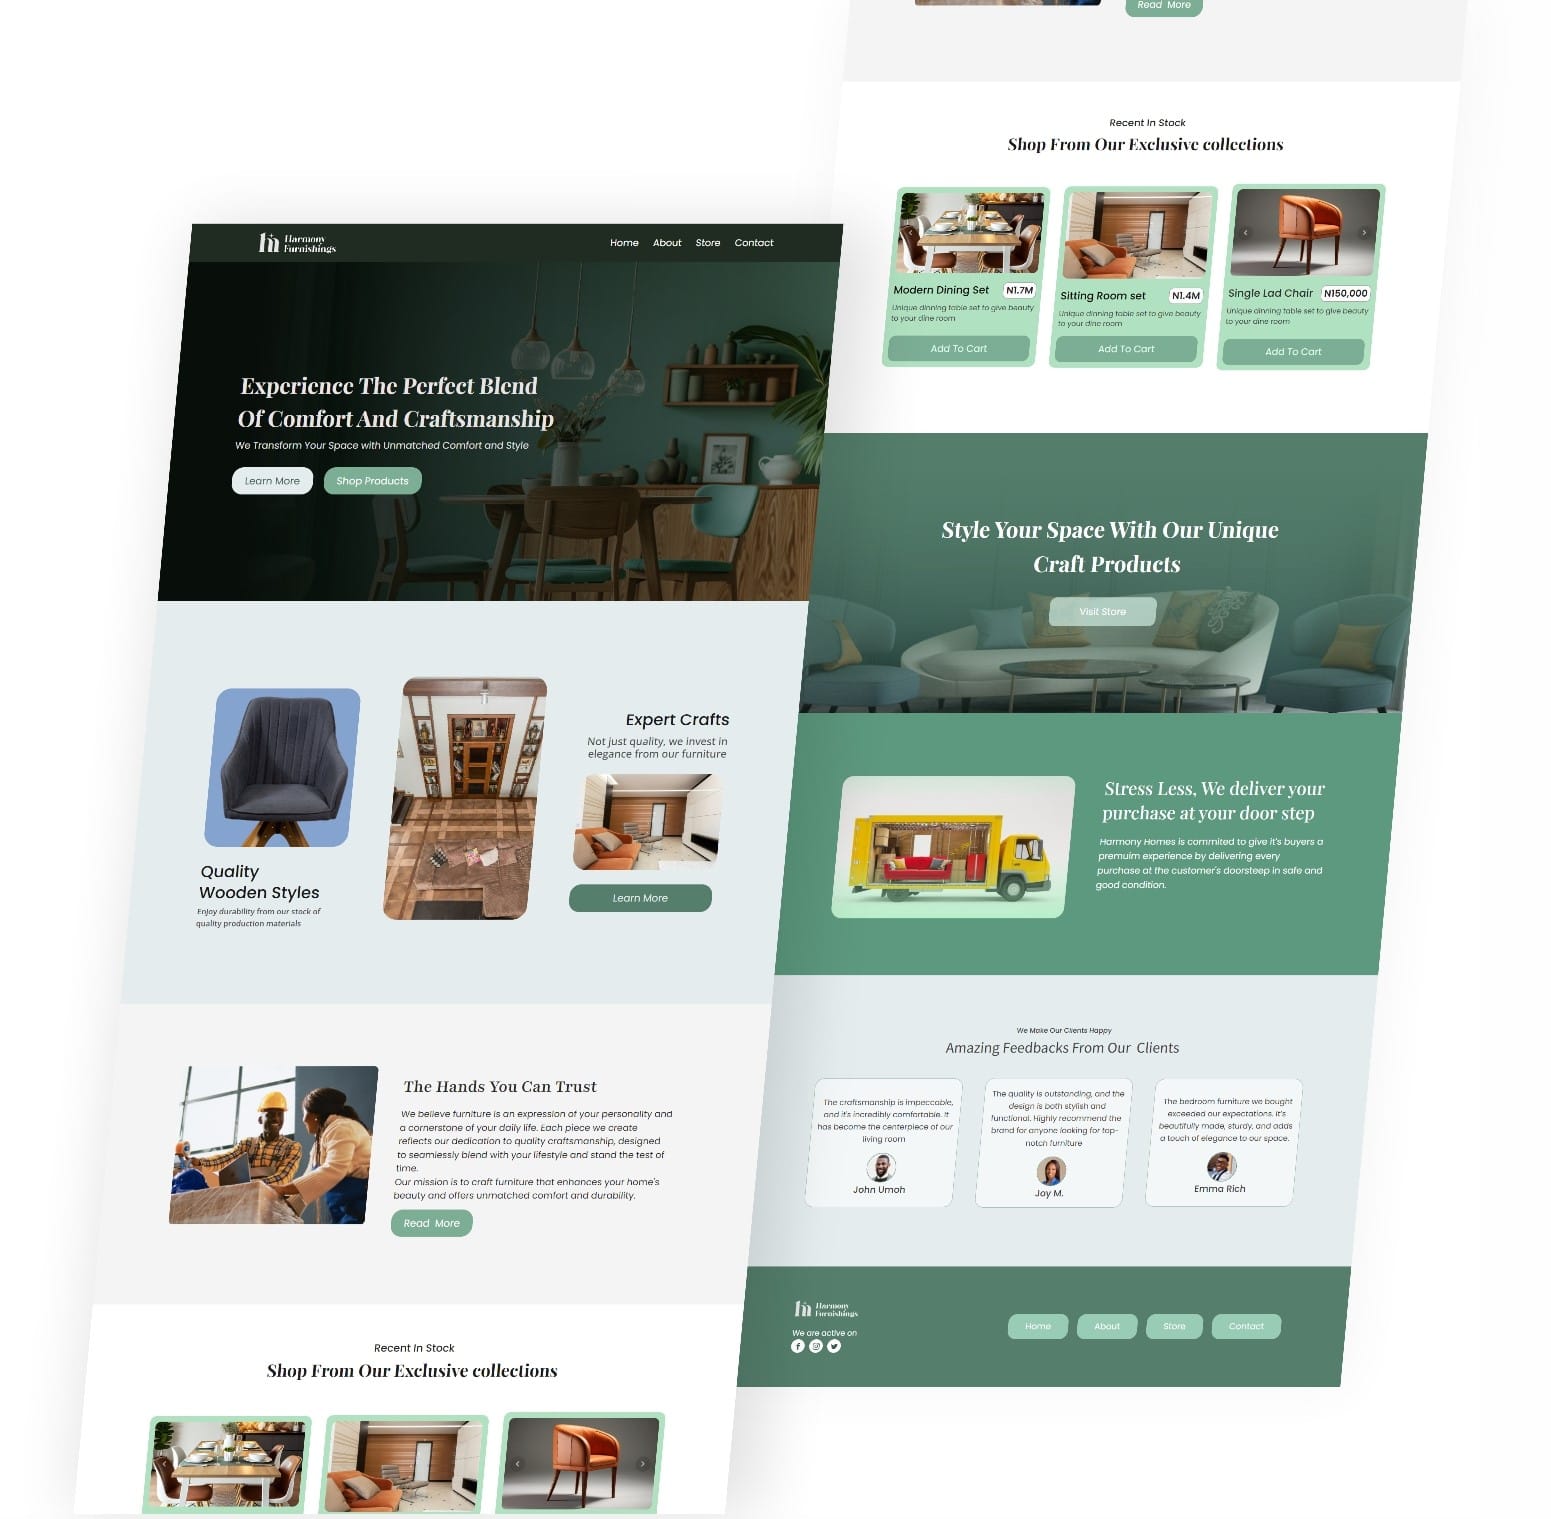 Harmony
Furnishings
Home About Store Contact
Experience The Perfect Blend
Of Comfort And Craftsmanship
We Transform Your Space with Unmatched Comfort and Style
Learn More Shop Products
Quality
Wooden Styles
Enjoy durability from our stock of
quality production materials
Expert Crafts
Not just quality, we invest in
elegance from our furniture
Learn More
The Hands You Can Trust
We believe furniture is an expression of your personality and
a cornerstone of your daily life. Each piece we create
reflects our dedication to quality craftsmanship, designed
to seamlessly blend with your lifestyle and stand the test of
time.
Our mission is to craft furniture that enhances your home's
beauty and offers unmatched comfort and durability.
Read More
Recent In Stock
Shop From Our Exclusive collections
Read More
Recent In Stock
Shop From Our Exclusive collections
Modern Dining Set N1.7M
Unique dinning table set to give beauty
to your dine room
Add To Cart
Sitting Room set N1.4M
Unique dinning table set to give beauty
to your dine room
Add To Cart
Single Lad Chair N150,000
Unique dinning table set to give beauty
to your dine room
Add To Cart
Style Your Space With Our Unique
Craft Products
Visit Store
Stress Less, We deliver your
purchase at your door step
Harmony Homes is commited to give it's buyers a
premuim experience by delivering every
purchase at the customer's doorsteep in safe and
good condition.
We Make Our Clients Happy
Amazing Feedbacks From Our Clients
The craftsmanship is impeccable,
and it's incredibly comfortable. It
has become the centerpiece of our
living room
John Umoh
The quality is outstanding, and the
design is both stylish and
functional. Highly recommend the
brand for anyone looking for top-
notch furniture
Joy M.
The bedroom furniture we bought
exceeded our expectations. It's
beautifully made, sturdy, and adds
a touch of elegance to our space.
Emma Rich
Harmony
Furnishings
We are active on
Home About Store Contact